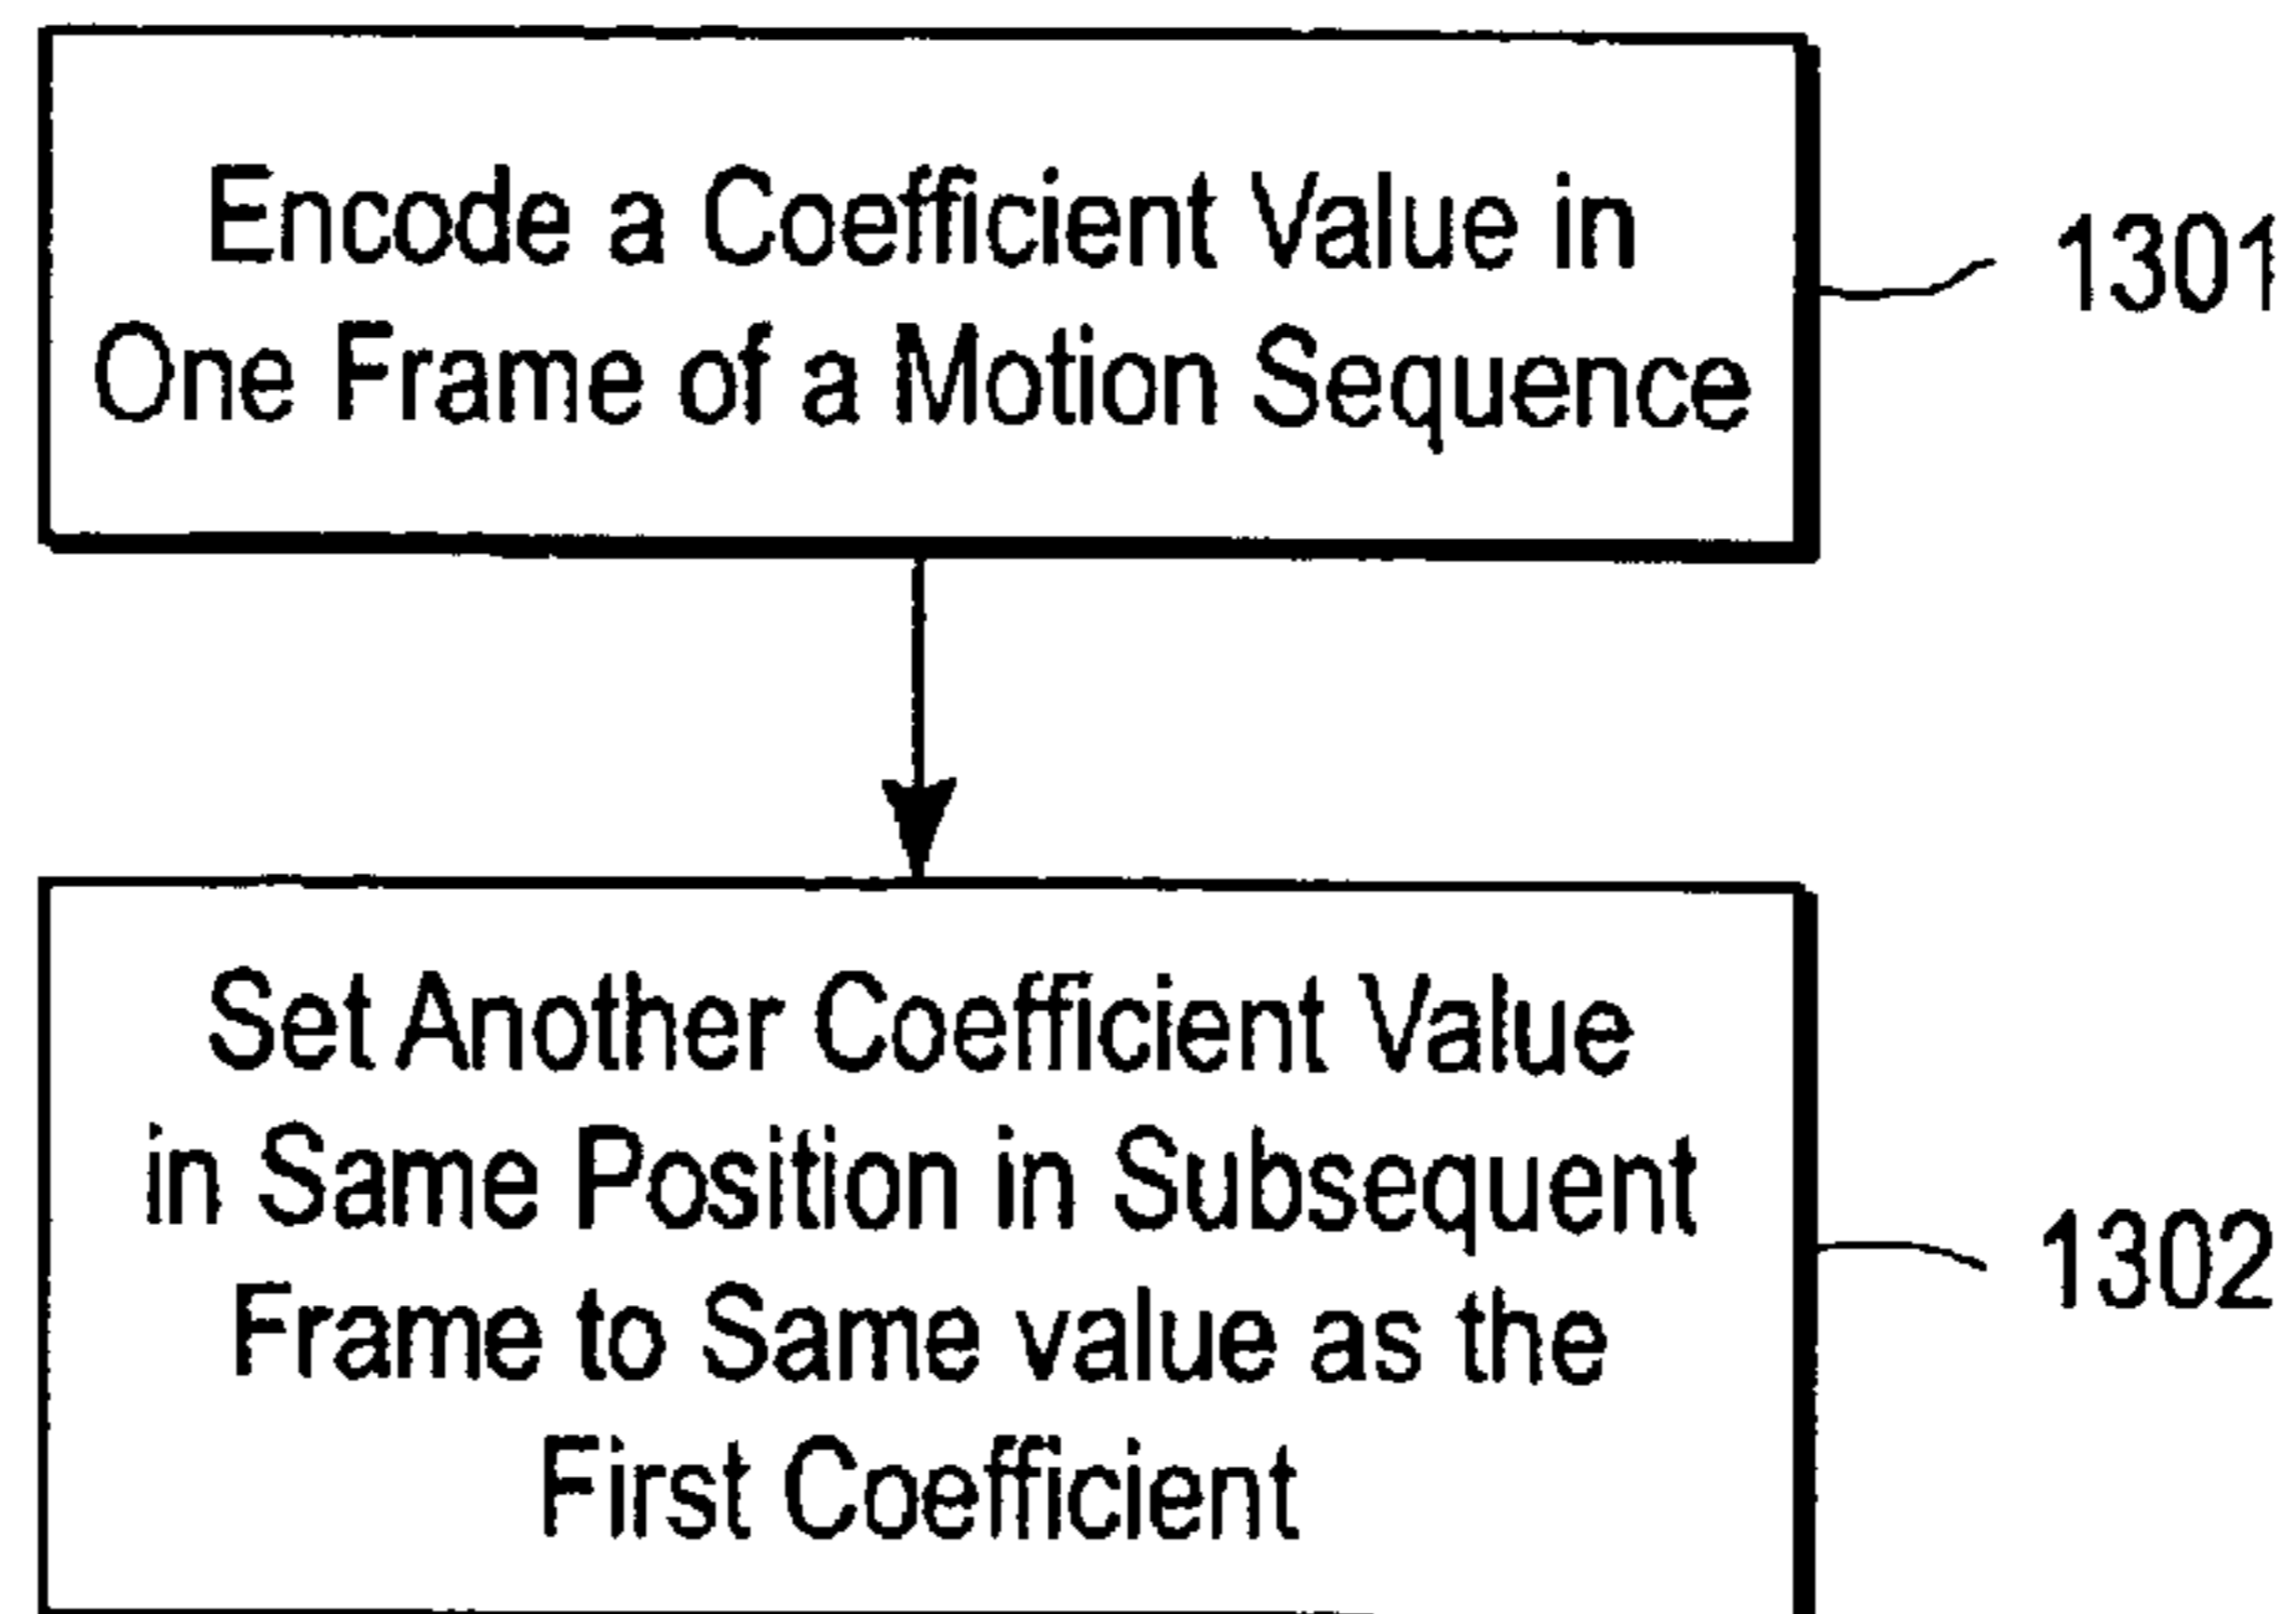 Encode a Coefficient Value in
One Frame of a Motion Sequence
1301
Set Another Coefficient Value
in Same Position in Subsequent
Frame to Same value as the
First Coefficient
1302